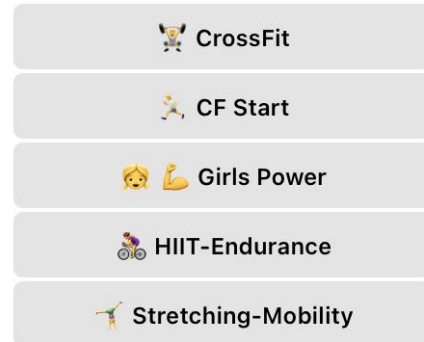 🏋️ CrossFit
🏃 CF Start
👧 💪 Girls Power
🚴‍♀️ HIIT-Endurance
🤸 Stretching-Mobility